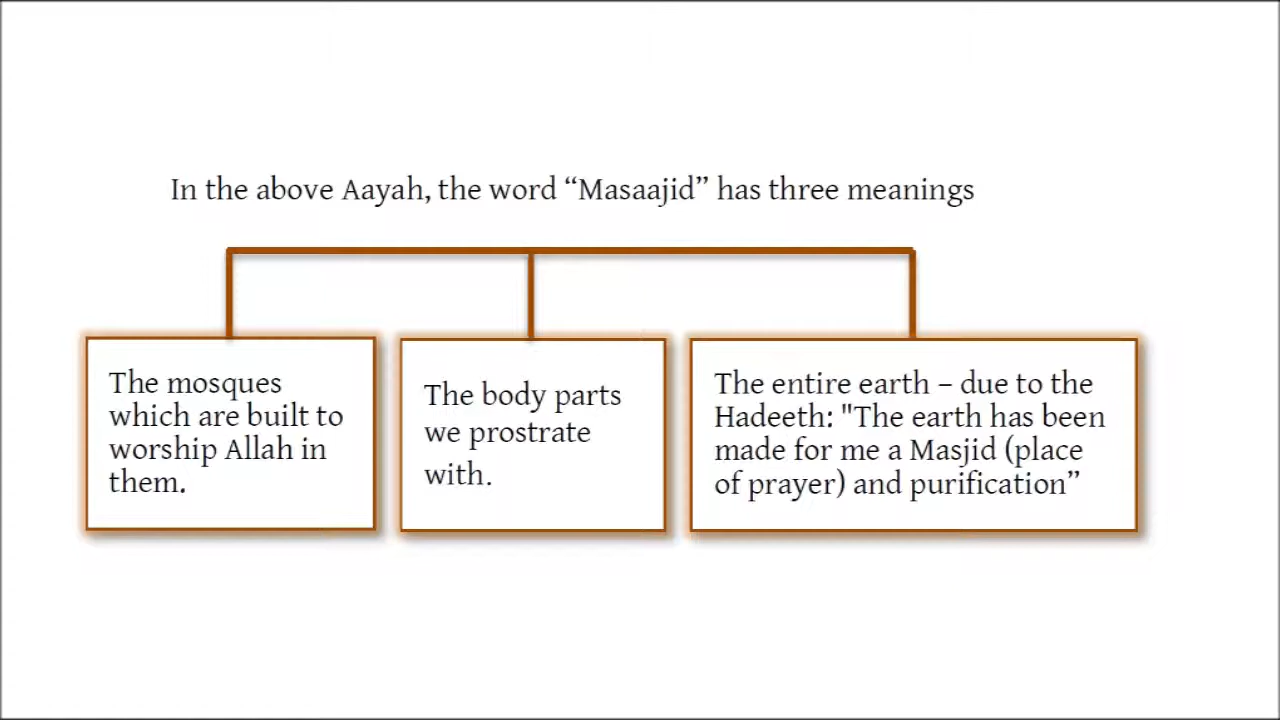 In the above Aayah, the word “Masaajid” has three meanings
The mosques
which are built to
worship Allah in
them.
The body parts
we prostrate
with.
The entire earth – due to the
Hadeeth: "The earth has been
made for me a Masjid (place
of prayer) and purification”